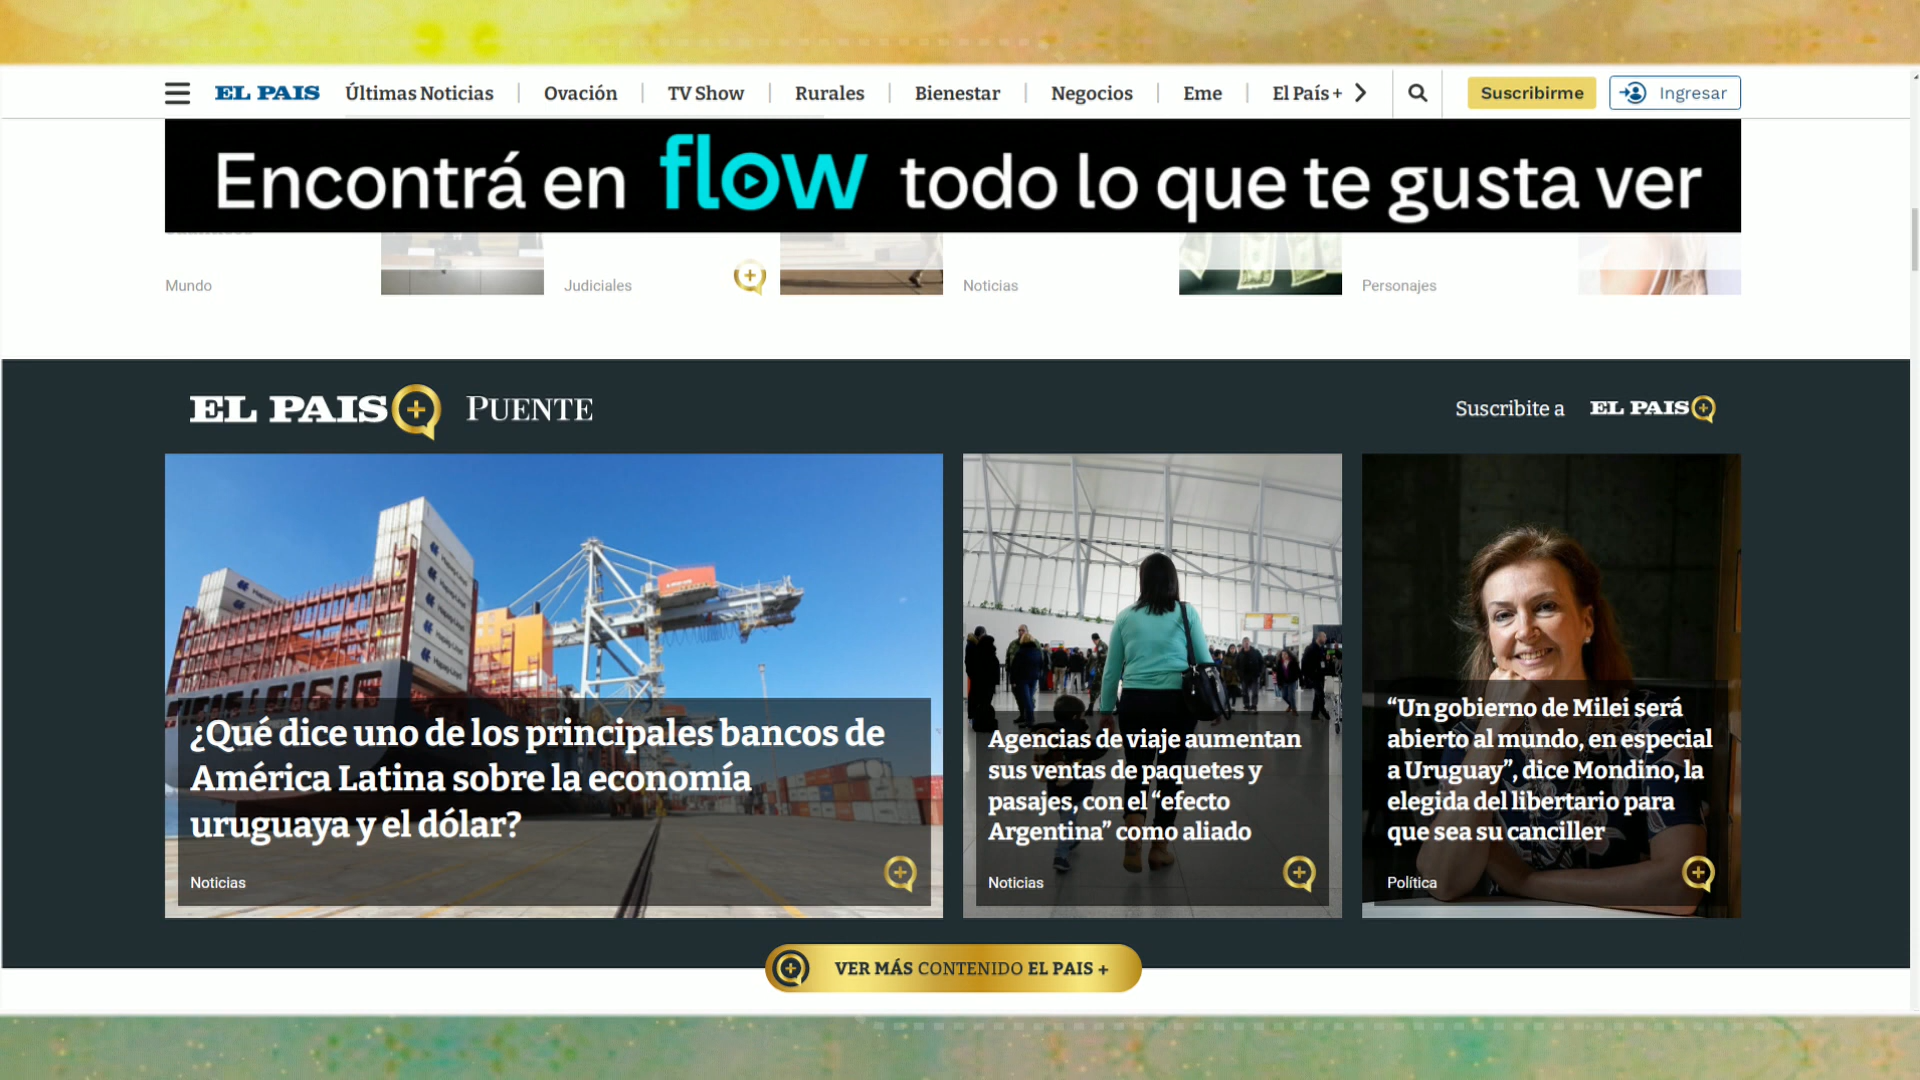 EL PAIS
Últimas Noticias
Ovación
TV Show
Rurales
Bienestar
Negocios
Eme
El País +
Suscribirme
Ingresar
Encontrá en flow todo lo que te gusta ver
Mundo
Judiciales
Noticias
Personajes
EL PAIS + PUENTE
Suscribite a EL PAIS +
¿Qué dice uno de los principales bancos de
América Latina sobre la economía
uruguaya y el dólar?
Noticias
Agencias de viaje aumentan
sus ventas de paquetes y
pasajes, con el “efecto
Argentina” como aliado
Noticias
“Un gobierno de Milei será
abierto al mundo, en especial
a Uruguay”, dice Mondino, la
elegida del libertario para
que sea su canciller
Política
VER MÁS CONTENIDO EL PAIS +